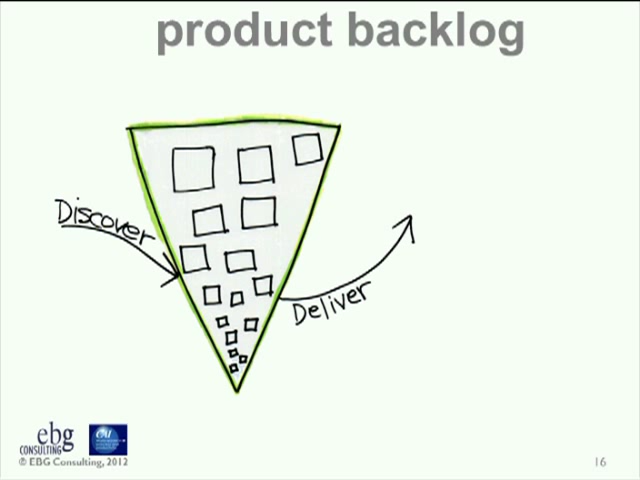 product backlog
Discover
Deliver
ebg
CONSULTING
© EBG Consulting, 2012
16